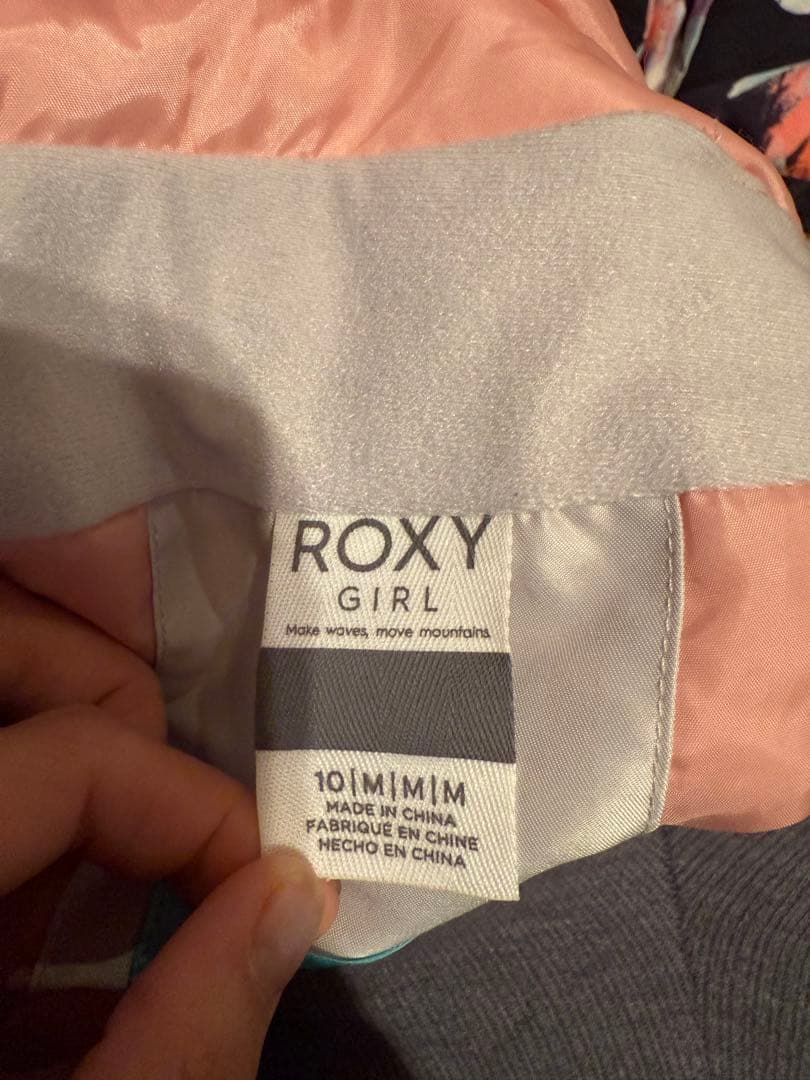 ROXY
GIRL
Make waves, move mountains
10|M|M|M
MADE IN CHINA
FABRIQUÉ EN CHINE
HECHO EN CHINA